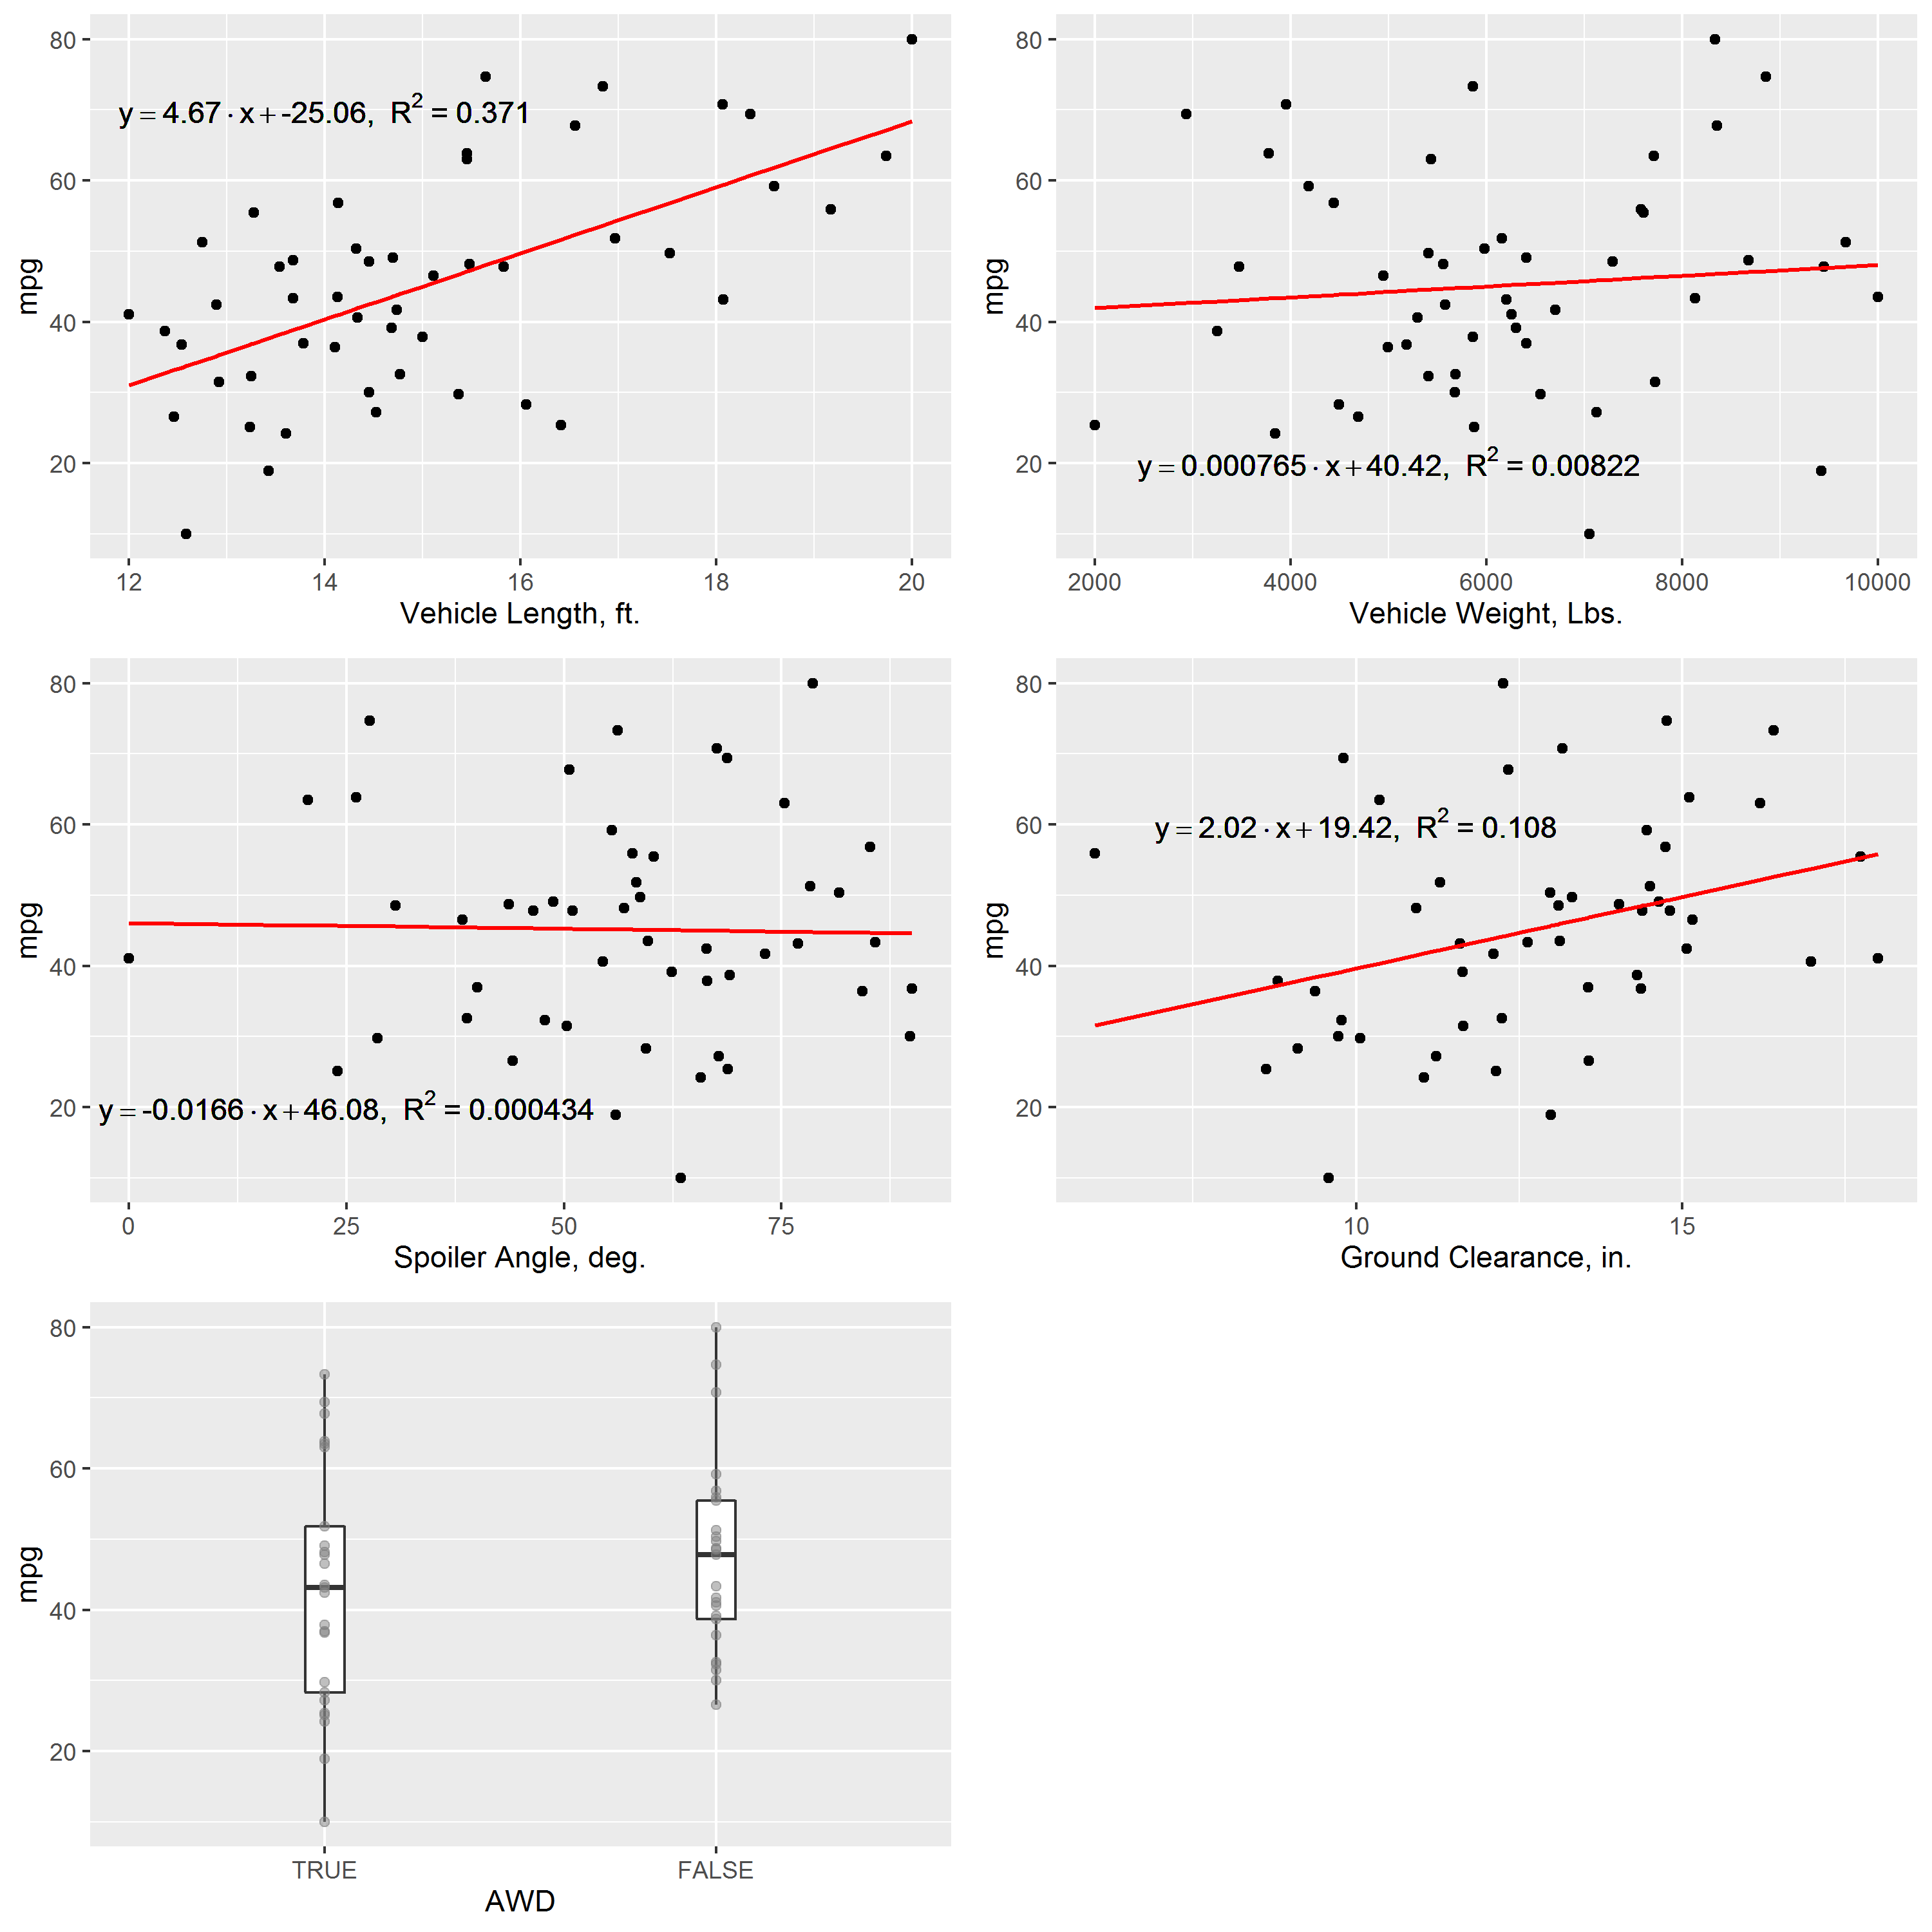 80
60
40
20
mpg
y = 4.67 · x + -25.06, R² = 0.371
12 14 16 18 20
Vehicle Length, ft.
80
60
40
20
mpg
y = 0.000765 · x + 40.42, R² = 0.00822
2000 4000 6000 8000 10000
Vehicle Weight, Lbs.
80
60
40
20
mpg
y = -0.0166 · x + 46.08, R² = 0.000434
0 25 50 75
Spoiler Angle, deg.
80
60
40
20
mpg
y = 2.02 · x + 19.42, R² = 0.108
10 15
Ground Clearance, in.
80
60
40
20
mpg
TRUE FALSE
AWD